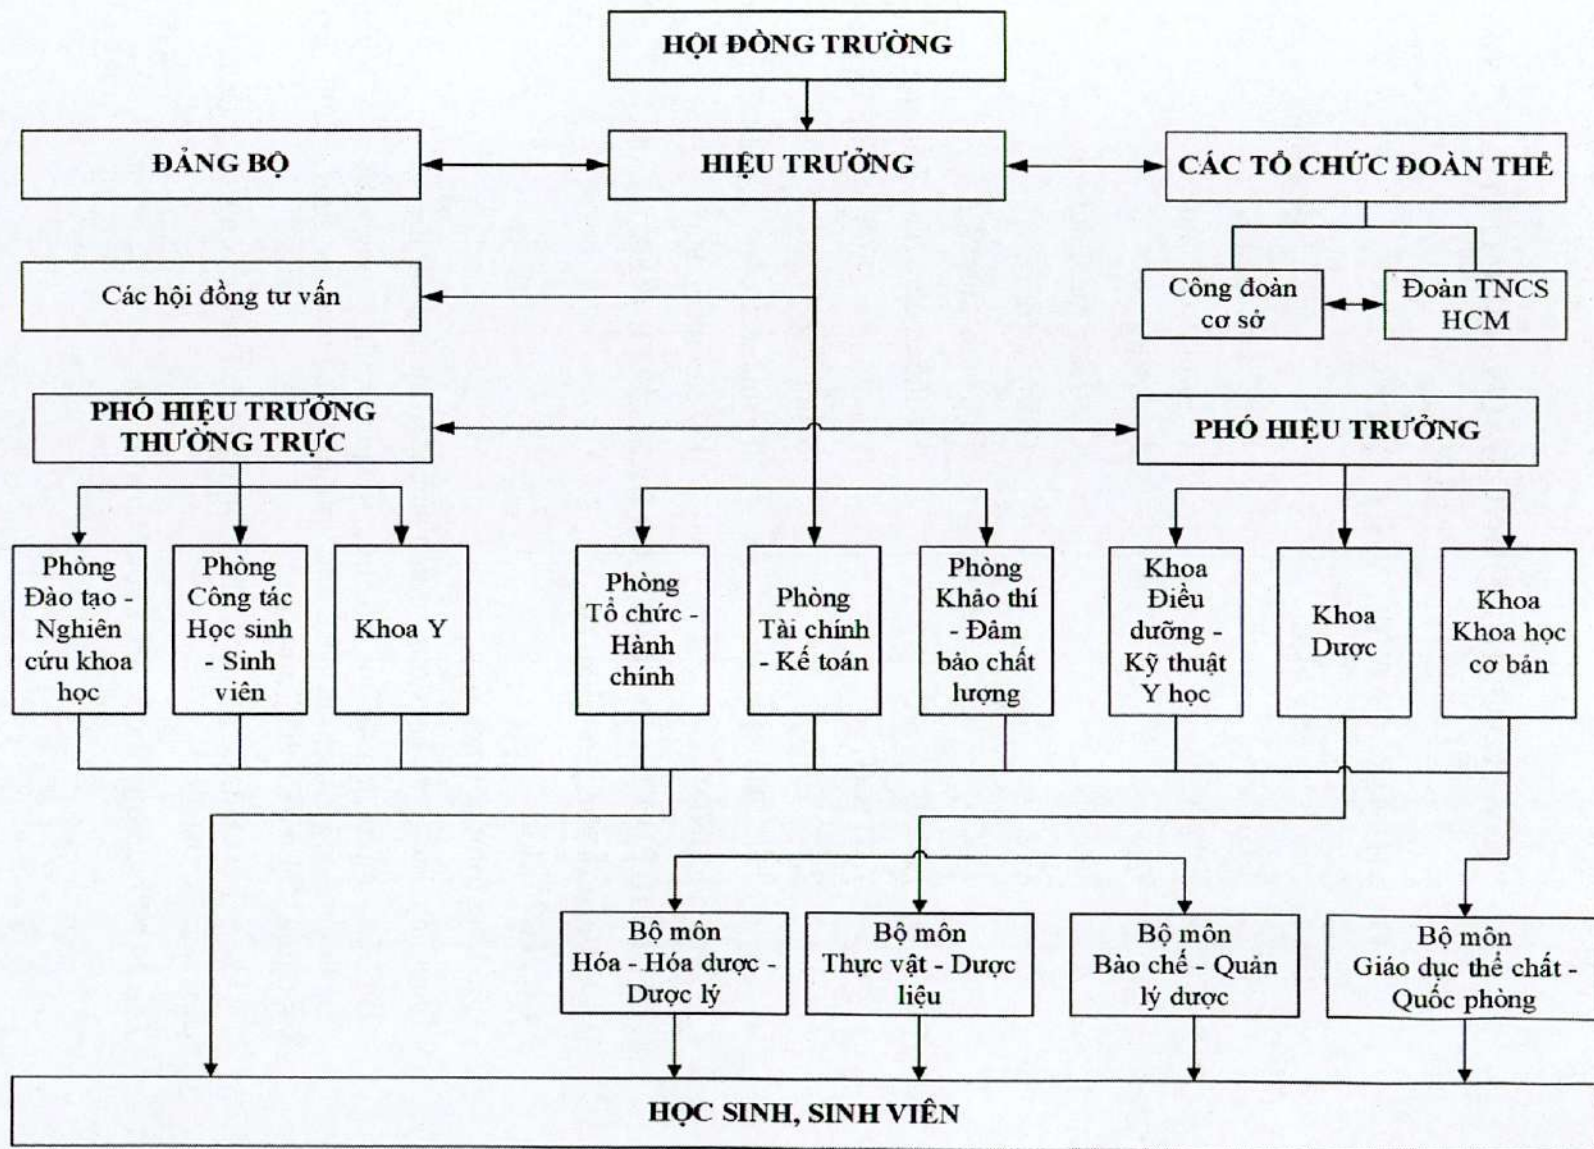 HỘI ĐỒNG TRƯỜNG
ĐẢNG BỘ
HIỆU TRƯỞNG
CÁC TỔ CHỨC ĐOÀN THỂ
Các hội đồng tư vấn
Công đoàn
cơ sở
Đoàn TNCS
HCM
PHÓ HIỆU TRƯỞNG
THƯỜNG TRỰC
PHÓ HIỆU TRƯỞNG
Phòng
Đào tạo -
Nghiên
cứu khoa
học
Phòng
Công tác
Học sinh
- Sinh
viên
Khoa Y
Phòng
Tổ chức -
Hành
chính
Phòng
Tài chính
- Kế toán
Phòng
Khảo thí
- Đảm
bảo chất
lượng
Khoa
Điều
dưỡng -
Kỹ thuật
Y học
Khoa
Dược
Khoa
Khoa học
cơ bản
Bộ môn
Hóa - Hóa dược -
Dược lý
Bộ môn
Thực vật - Dược
liệu
Bộ môn
Bào chế - Quản
lý dược
Bộ môn
Giáo dục thể chất -
Quốc phòng
HỌC SINH, SINH VIÊN